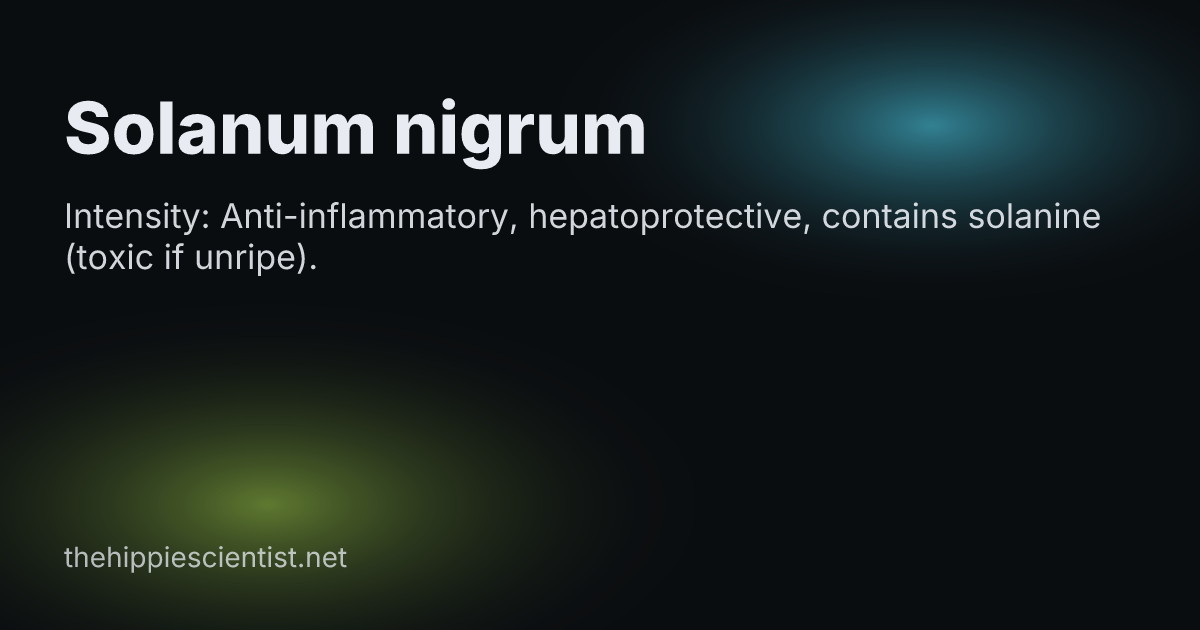 Solanum nigrum
Intensity: Anti-inflammatory, hepatoprotective, contains solanine
(toxic if unripe).
thehippiescientist.net